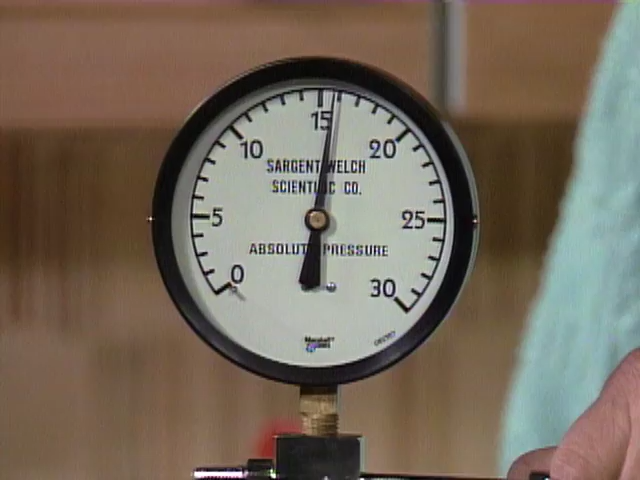 15
10 20
SARGENT-WELCH
SCIENTIFIC CO.
5 25
ABSOLUTE PRESSURE
0 30